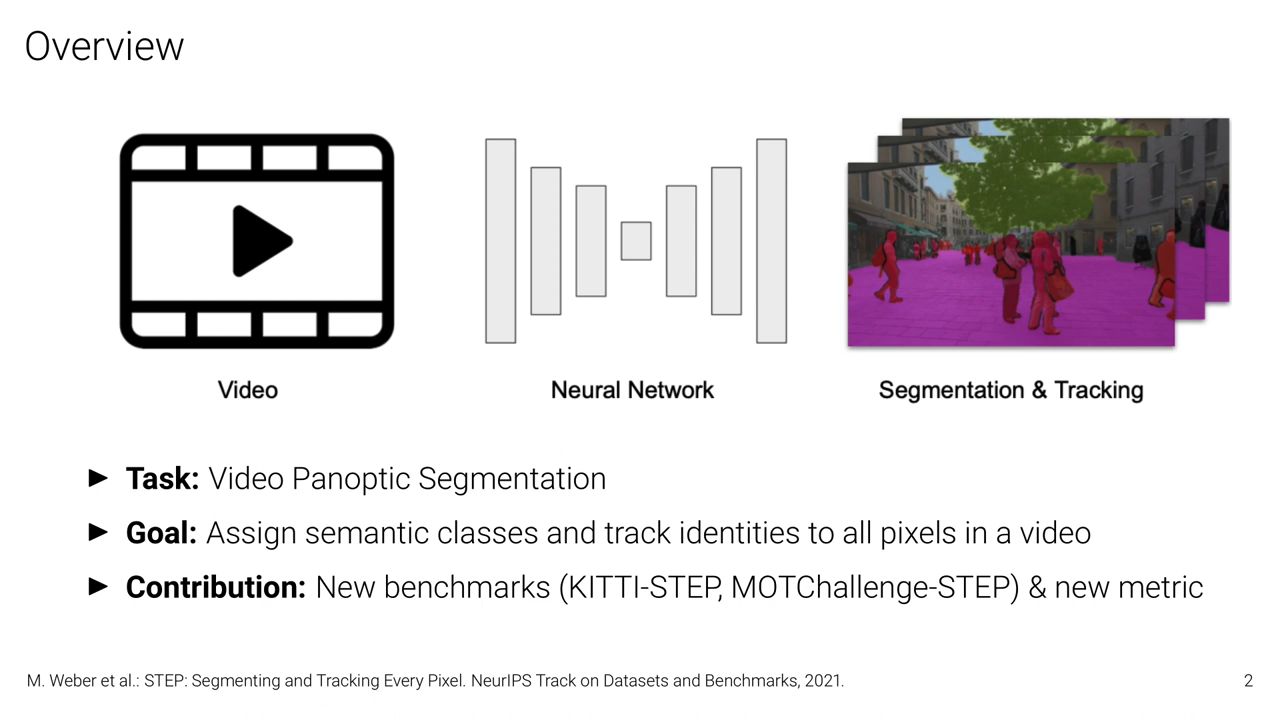 Overview
Video
Neural Network
Segmentation & Tracking
► Task: Video Panoptic Segmentation
► Goal: Assign semantic classes and track identities to all pixels in a video
► Contribution: New benchmarks (KITTI-STEP, MOTChallenge-STEP) & new metric
M. Weber et al.: STEP: Segmenting and Tracking Every Pixel. NeurIPS Track on Datasets and Benchmarks, 2021.
2